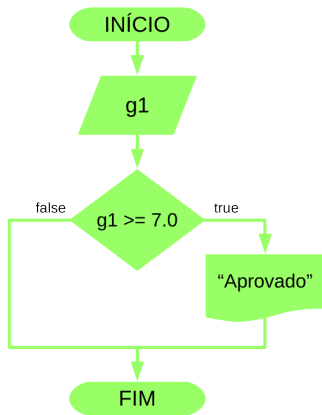 INÍCIO
g1
false
true
g1 >= 7.0
“Aprovado”
FIM